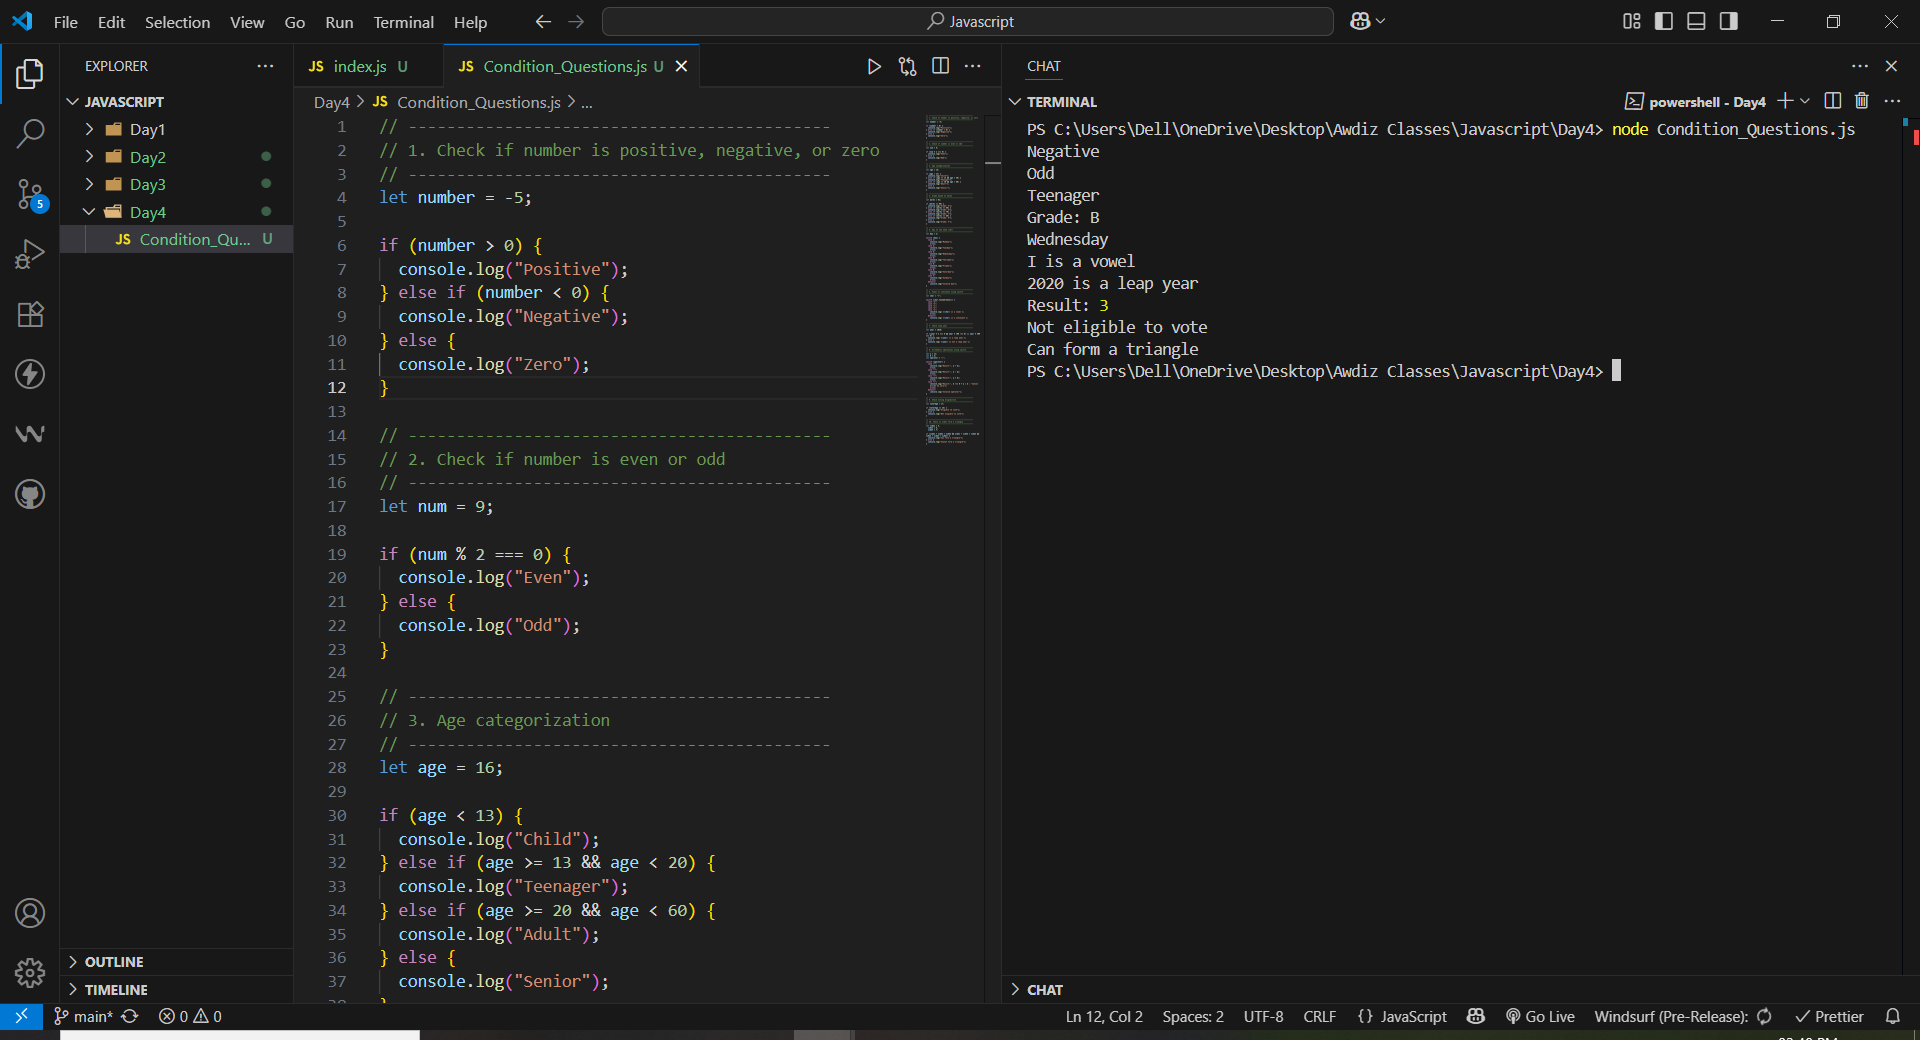 File Edit Selection View Go Run Terminal Help
Javascript
EXPLORER
JAVASCRIPT
Day1
Day2
Day3
Day4
JS Condition_Qu... U
OUTLINE
TIMELINE
5
JS index.js U
JS Condition_Questions.js U
Day4 > JS Condition_Questions.js > ...
1 // --------------------------------------------
2 // 1. Check if number is positive, negative, or zero
3 // --------------------------------------------
4 let number = -5;
5
6 if (number > 0) {
7 console.log("Positive");
8 } else if (number < 0) {
9 console.log("Negative");
10 } else {
11 console.log("Zero");
12 }
13
14 // --------------------------------------------
15 // 2. Check if number is even or odd
16 // --------------------------------------------
17 let num = 9;
18
19 if (num % 2 === 0) {
20 console.log("Even");
21 } else {
22 console.log("Odd");
23 }
24
25 // --------------------------------------------
26 // 3. Age categorization
27 // --------------------------------------------
28 let age = 16;
29
30 if (age < 13) {
31 console.log("Child");
32 } else if (age >= 13 && age < 20) {
33 console.log("Teenager");
34 } else if (age >= 20 && age < 60) {
35 console.log("Adult");
36 } else {
37 console.log("Senior");
CHAT
TERMINAL
powershell - Day4
PS C:\Users\Dell\OneDrive\Desktop\Awdiz Classes\Javascript\Day4> node Condition_Questions.js
Negative
Odd
Teenager
Grade: B
Wednesday
I is a vowel
2020 is a leap year
Result: 3
Not eligible to vote
Can form a triangle
PS C:\Users\Dell\OneDrive\Desktop\Awdiz Classes\Javascript\Day4>
CHAT
main* 0 0
Ln 12, Col 2 Spaces: 2 UTF-8 CRLF {} JavaScript Go Live Windsurf (Pre-Release): Prettier